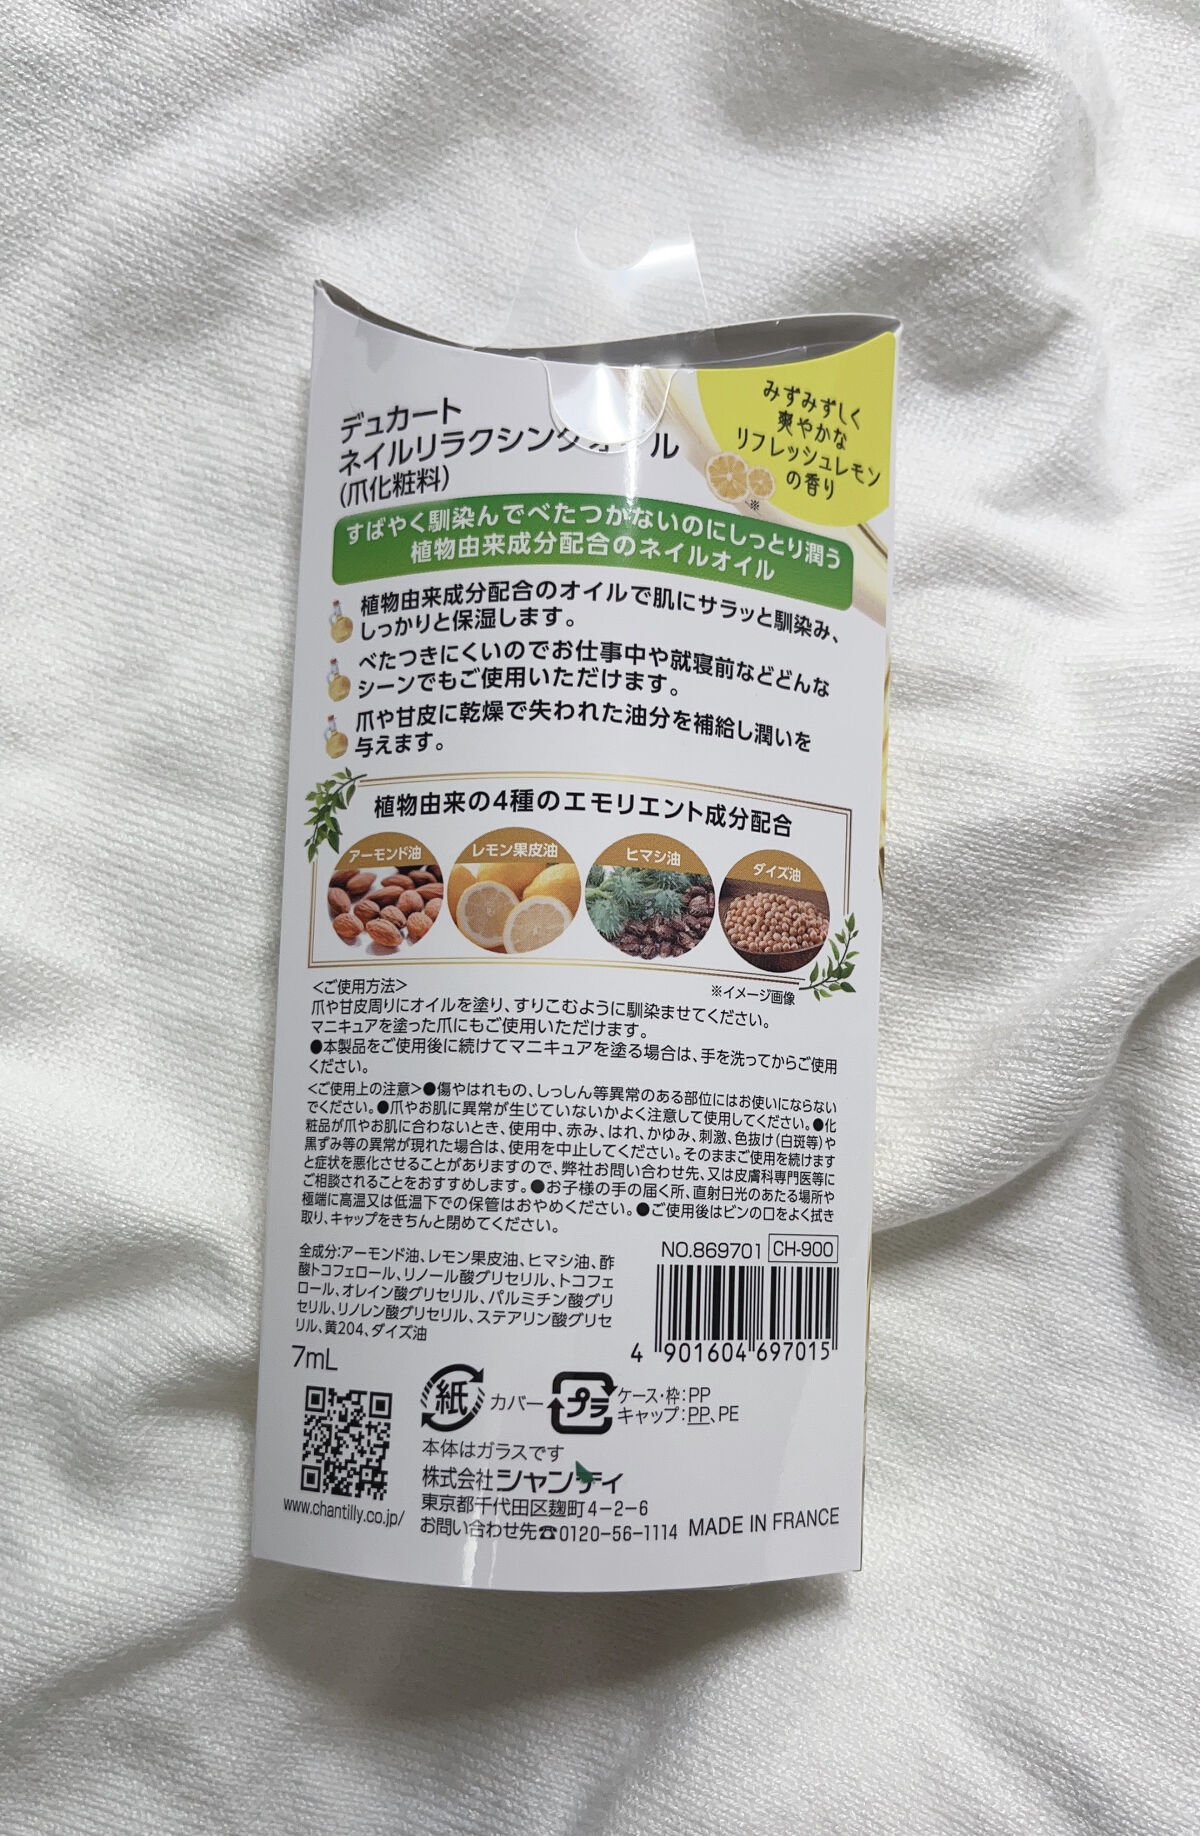 デュカート
ネイルリラクシングオイル
(爪化粧料)
みずみずしく
爽やかな
リフレッシュレモン
の香り
※
すばやく馴染んでべたつかないのにしっとり潤う
植物由来成分配合のネイルオイル
植物由来成分配合のオイルで肌にサラッと馴染み、
しっかりと保湿します。
べたつきにくいのでお仕事中や就寝前などどんな
シーンでもご使用いただけます。
爪や甘皮に乾燥で失われた油分を補給し潤いを
与えます。
植物由来の4種のエモリエント成分配合
アーモンド油 レモン果皮油 ヒマシ油 ダイズ油
※イメージ画像
<ご使用方法>
爪や甘皮周りにオイルを塗り、すりこむように馴染ませてください。
マニキュアを塗った爪にもご使用いただけます。
●本製品をご使用後に続けてマニキュアを塗る場合は、手を洗ってからご使用
ください。
<ご使用上の注意>●傷やはれもの、しっしん等異常のある部位にはお使いにならない
でください。●爪やお肌に異常が生じていないかよく注意して使用してください。●化
粧品が爪やお肌に合わないとき、使用中、赤み、はれ、かゆみ、刺激、色抜け(白斑等)や
黒ずみ等の異常が現れた場合は、使用を中止してください。そのままご使用を続けます
と症状を悪化させることがありますので、弊社お問い合わせ先、又は皮膚科専門医等に
ご相談されることをおすすめします。●お子様の手の届く所、直射日光のあたる場所や
極端に高温又は低温下での保管はおやめください。●ご使用後はビンの口をよく拭き
取り、キャップをきちんと閉めてください。
全成分:アーモンド油、レモン果皮油、ヒマシ油、酢
酸トコフェロール、リノール酸グリセリル、トコフェ
ロール、オレイン酸グリセリル、パルミチン酸グリ
セリル、リノレン酸グリセリル、ステアリン酸グリセ
リル、黄204、ダイズ油
7mL
NO.869701 CH-900
4 901604 697015
紙 カバー プラ ケース・枠:PP
キャップ:PP、PE
本体はガラスです
株式会社シャンティ
東京都千代田区麹町4-2-6
お問い合わせ先☎0120-56-1114 MADE IN FRANCE
www.chantilly.co.jp/